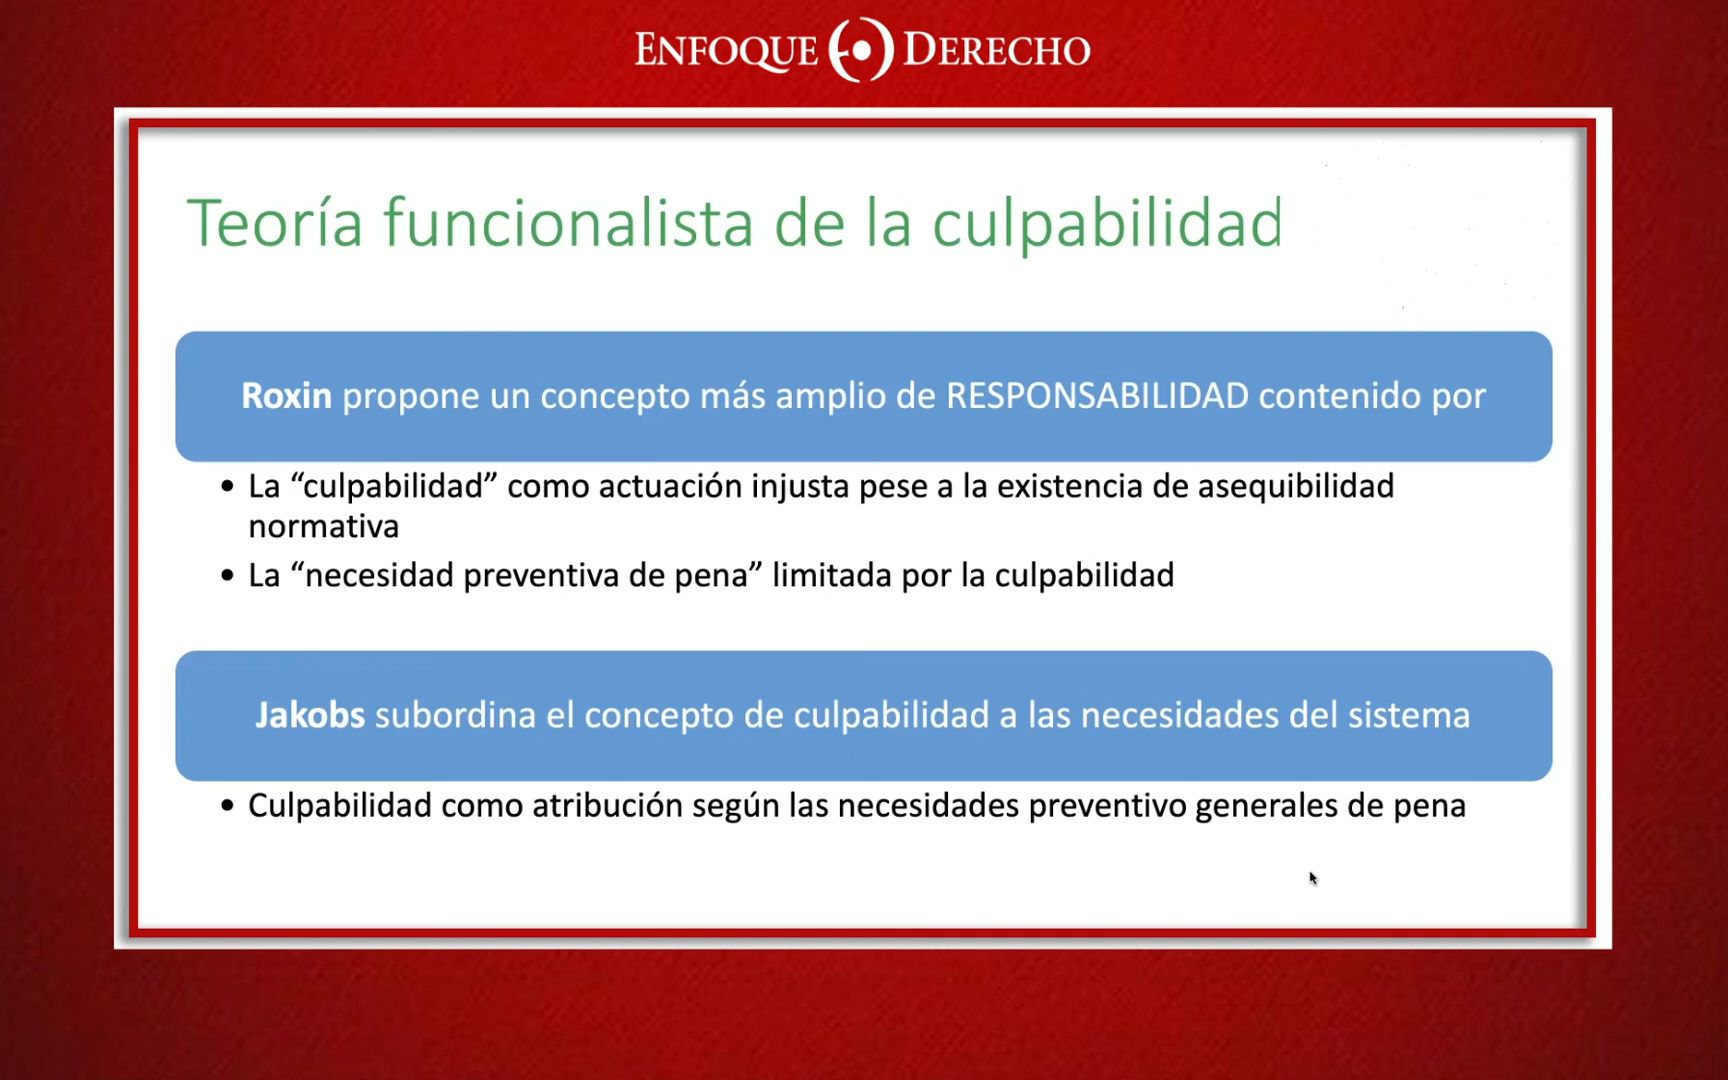 ENFOQUE DERECHO
Teoría funcionalista de la culpabilidad
Roxin propone un concepto más amplio de RESPONSABILIDAD contenido por
• La “culpabilidad” como actuación injusta pese a la existencia de asequibilidad
normativa
• La “necesidad preventiva de pena” limitada por la culpabilidad
Jakobs subordina el concepto de culpabilidad a las necesidades del sistema
• Culpabilidad como atribución según las necesidades preventivo generales de pena